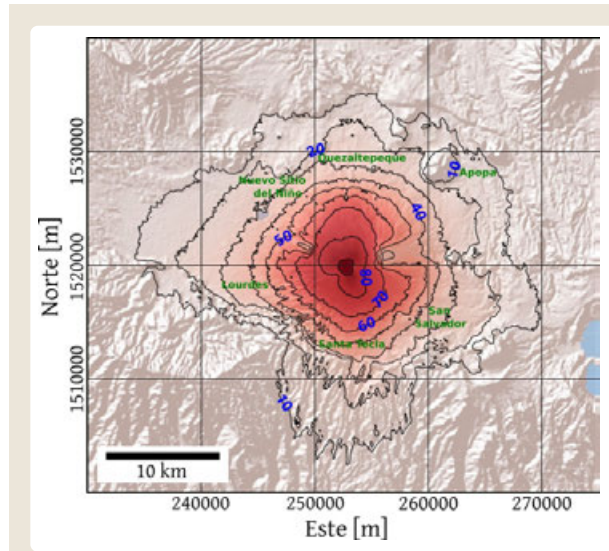 Norte [m]
1530000
1520000
1510000
20
Quezaltepeque
10
Apopa
Nuevo Sitio
del Niño
40
50
Lourdes
80
70
San
Salvador
60
Santa Tecla
10
10 km
240000
250000
260000
270000
Este [m]